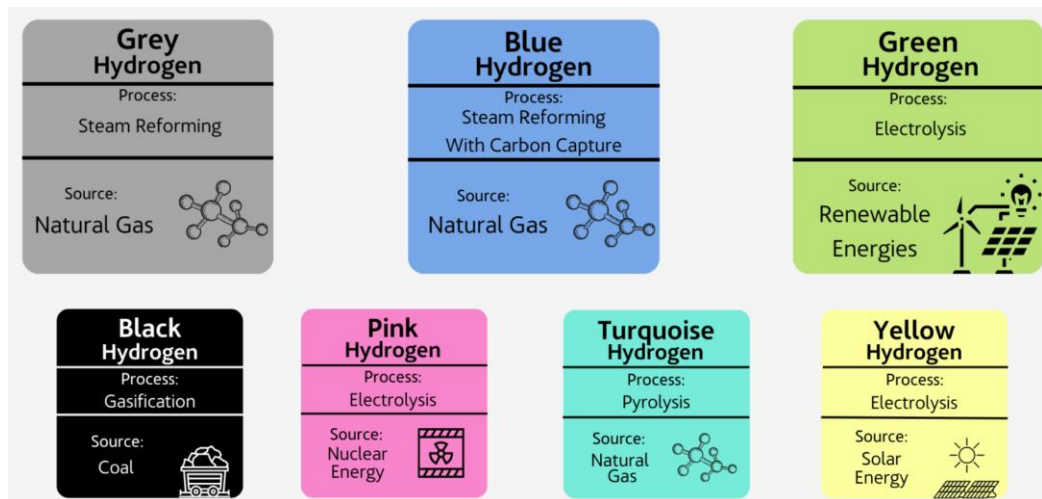 Grey
Hydrogen
Process:
Steam Reforming
Source:
Natural Gas
Blue
Hydrogen
Process:
Steam Reforming
With Carbon Capture
Source:
Natural Gas
Green
Hydrogen
Process:
Electrolysis
Source:
Renewable
Energies
Black
Hydrogen
Process:
Gasification
Source:
Coal
Pink
Hydrogen
Process:
Electrolysis
Source:
Nuclear
Energy
Turquoise
Hydrogen
Process:
Pyrolysis
Source:
Natural
Gas
Yellow
Hydrogen
Process:
Electrolysis
Source:
Solar
Energy